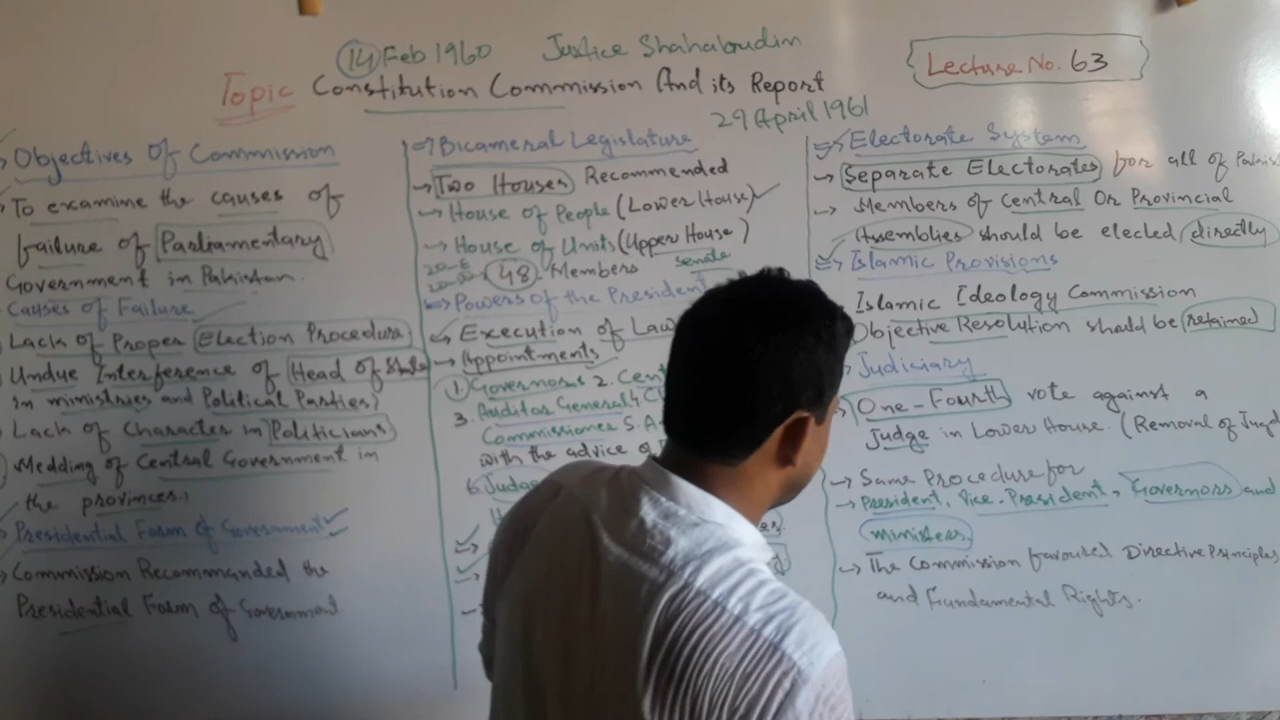 14 Feb 1960 Justice Shahabudin
Lecture No. 63
Topic Constitution Commission And its Report
29 April 1961
Objectives Of Commission
To examine the causes of
failure of Parliamentary
Government in Pakistan.
Causes of Failure
Lack of Proper Election Procedure
Undue Interference of Head of State
in ministries and Political Parties,
Lack of Character in Politicians
Medding of Central Government in
the provinces,
Presidential Form of Government
Commission Recommanded the
Presidential Form of Government
⇒ Bicameral Legislature
→ Two Houses Recommended
→ House of People (Lower House)
→ House of Units (Upper House)
48 Members senate
Powers of the President
Execution of Law
→ Appointments
1. Governors 2. Cent
3. Auditor General 4. C
Commissioner 5. A
with the advice of
6. Judge
⇒ Electorate System
→ Separate Electorates for all of Pakis
→ Members of Central Or Provincial
Assemblies should be elected directly
⇒ Islamic Provisions
Islamic Ideology Commission
Objective Resolution should be retained
Judiciary
One-Fourth vote against a
Judge in Lower House. (Removal of Judg
→ Same Procedure for
→ President, Vice-President, Governors and
ministers
→ The Commission favoured Directive Principles
and Fundamental Rights.